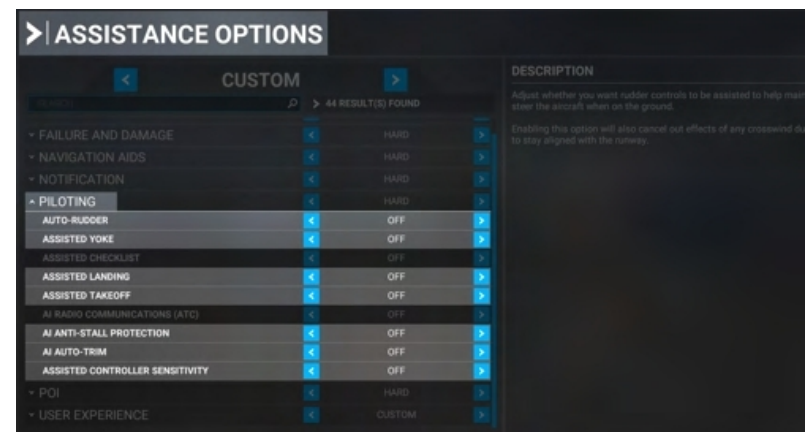 ASSISTANCE OPTIONS
CUSTOM
SEARCH
44 RESULT(S) FOUND
FAILURE AND DAMAGE HARD
NAVIGATION AIDS HARD
NOTIFICATION HARD
PILOTING HARD
AUTO-RUDDER OFF
ASSISTED YOKE OFF
ASSISTED CHECKLIST OFF
ASSISTED LANDING OFF
ASSISTED TAKEOFF OFF
AI RADIO COMMUNICATIONS (ATC) OFF
AI ANTI-STALL PROTECTION OFF
AI AUTO-TRIM OFF
ASSISTED CONTROLLER SENSITIVITY OFF
POI HARD
USER EXPERIENCE CUSTOM
DESCRIPTION
Adjust whether you want rudder controls to be assisted to help main
steer the aircraft when on the ground.
Enabling this option will also cancel out effects of any crosswind du
to stay aligned with the runway.